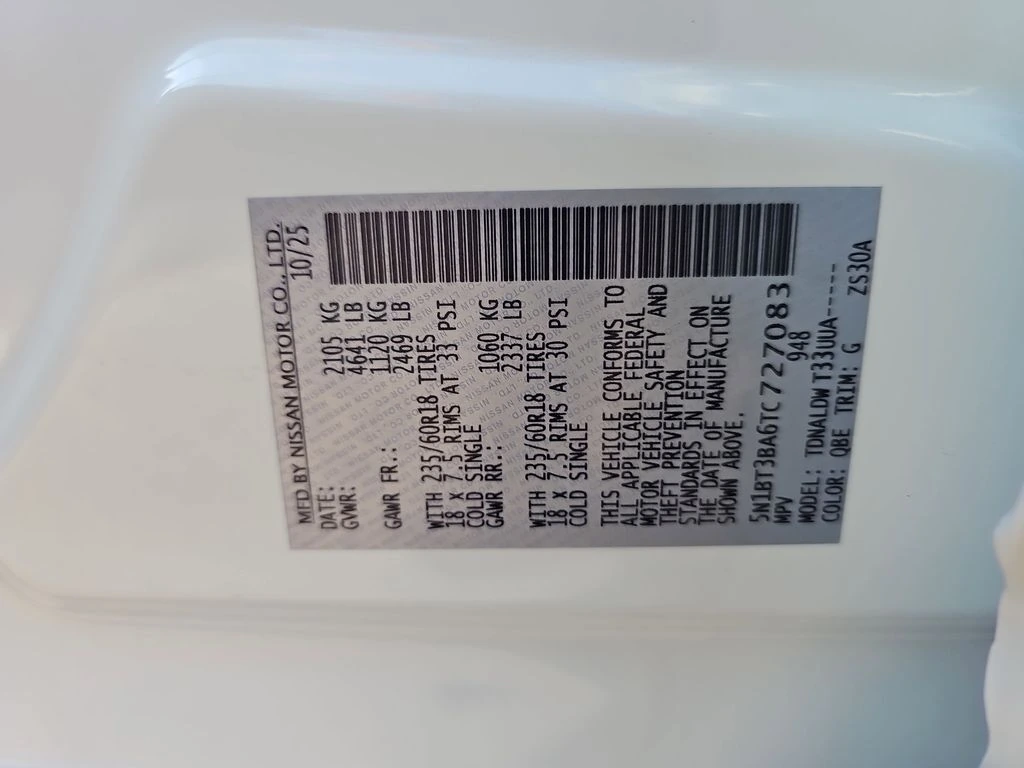 MFD BY NISSAN MOTOR CO., LTD.
DATE: 10/25
GVWR: 2105 KG
4641 LB
GAWR FR.: 1120 KG
2469 LB
WITH 235/60R18 TIRES
18 X 7.5 RIMS AT 33 PSI
COLD SINGLE
GAWR RR.: 1060 KG
2337 LB
WITH 235/60R18 TIRES
18 X 7.5 RIMS AT 30 PSI
COLD SINGLE
THIS VEHICLE CONFORMS TO
ALL APPLICABLE FEDERAL
MOTOR VEHICLE SAFETY AND
THEFT PREVENTION
STANDARDS IN EFFECT ON
THE DATE OF MANUFACTURE
SHOWN ABOVE.
5N1BT3BA6TC727083
MPV 948
MODEL: TDNALDWT33UUA-----
COLOR: QBE TRIM: G ZS30A